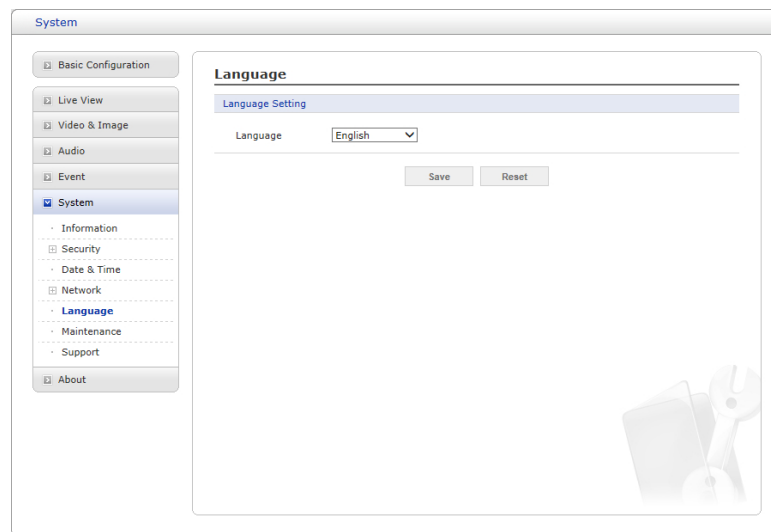 System
Basic Configuration
Live View
Video & Image
Audio
Event
System
Information
Security
Date & Time
Network
Language
Maintenance
Support
About
Language
Language Setting
Language English
Save Reset